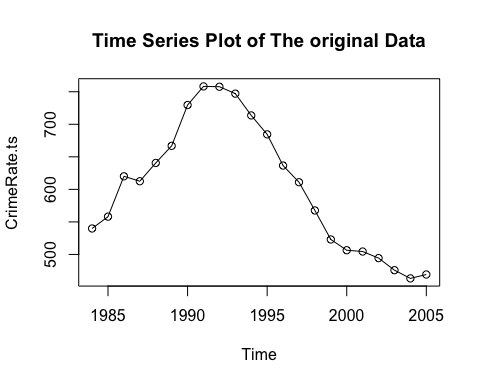 Time Series Plot of The original Data
CrimeRate.ts
700
600
500
1985 1990 1995 2000 2005
Time